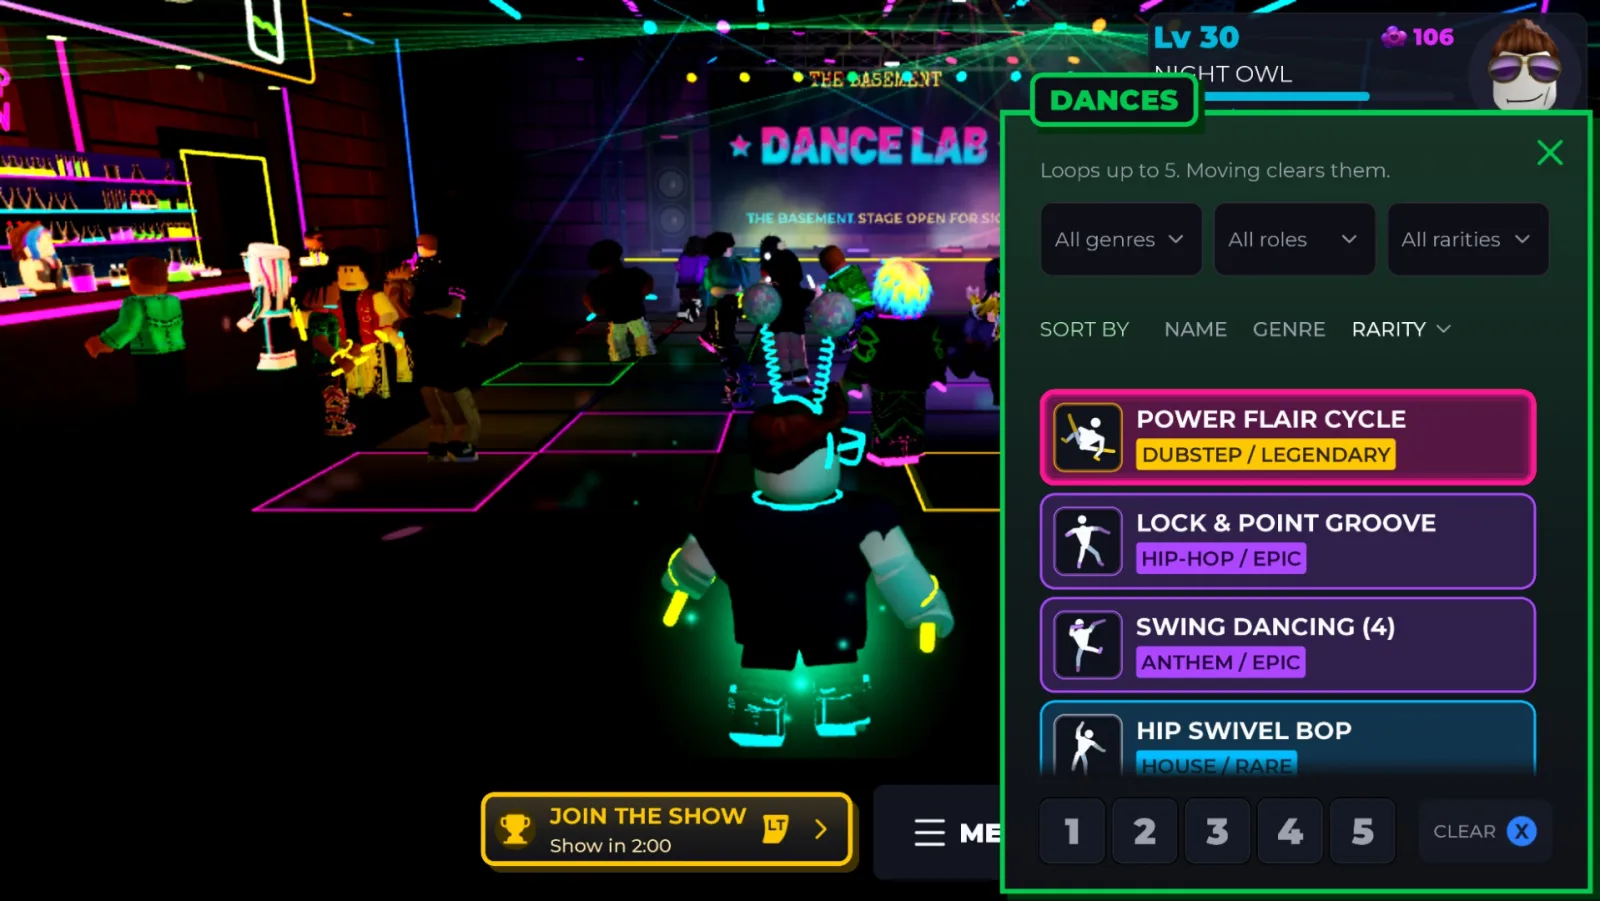 Lv 30
106
NIGHT OWL
THE BASEMENT
DANCES
DANCE LAB
Loops up to 5. Moving clears them.
THE BASEMENT STAGE OPEN FOR
All genres
All roles
All rarities
SORT BY NAME GENRE RARITY
POWER FLAIR CYCLE
DUBSTEP / LEGENDARY
LOCK & POINT GROOVE
HIP-HOP / EPIC
SWING DANCING (4)
ANTHEM / EPIC
HIP SWIVEL BOP
HOUSE / RARE
JOIN THE SHOW
LT
Show in 2:00
ME
1 2 3 4 5
CLEAR X